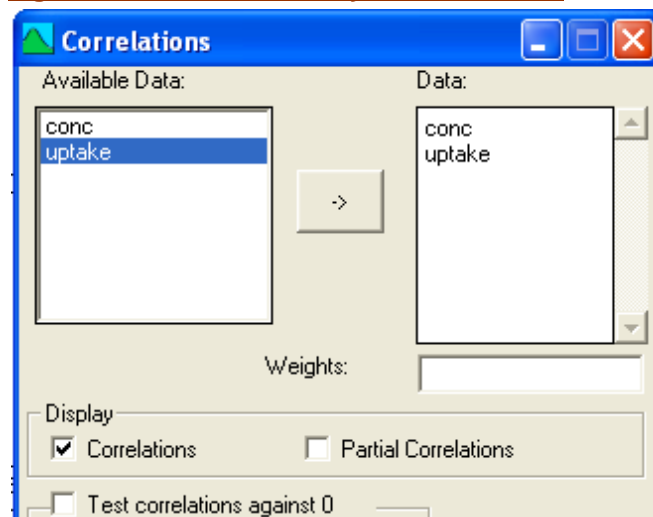 Correlations
Available Data:
Data:
conc
uptake
->
conc
uptake
Weights:
Display
Correlations
Partial Correlations
Test correlations against 0